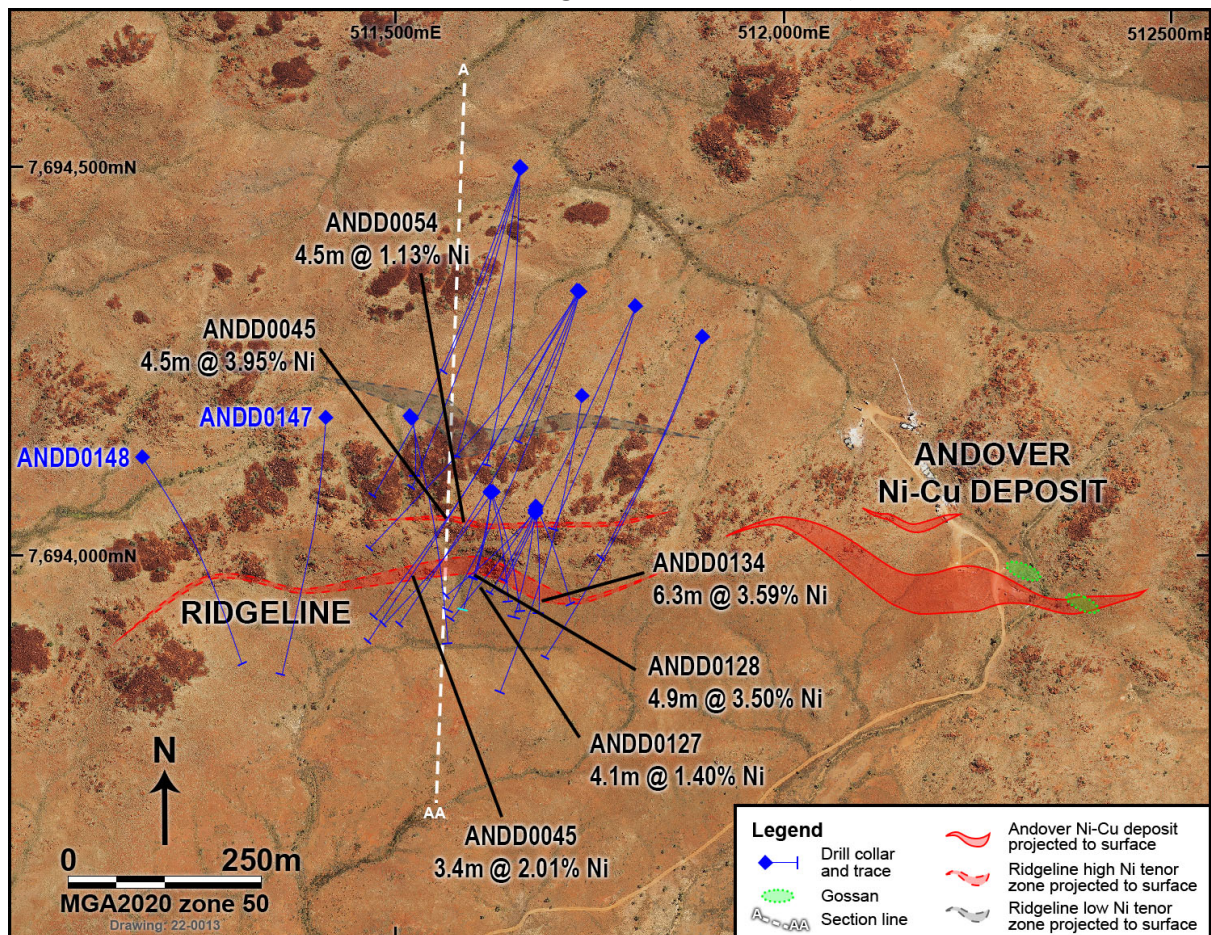 511,500mE
512,000mE
512500mE
A
7,694,500mN
ANDD0054
4.5m @ 1.13% Ni
ANDD0045
4.5m @ 3.95% Ni
ANDD0147
ANDD0148
ANDOVER
Ni-Cu DEPOSIT
7,694,000mN
ANDD0134
6.3m @ 3.59% Ni
RIDGELINE
ANDD0128
4.9m @ 3.50% Ni
ANDD0127
4.1m @ 1.40% Ni
N
AA
ANDD0045
3.4m @ 2.01% Ni
0 250m
MGA2020 zone 50
Drawing: 22-0013
Legend
Drill collar
and trace
Gossan
A AA Section line
Andover Ni-Cu deposit
projected to surface
Ridgeline high Ni tenor
zone projected to surface
Ridgeline low Ni tenor
zone projected to surface